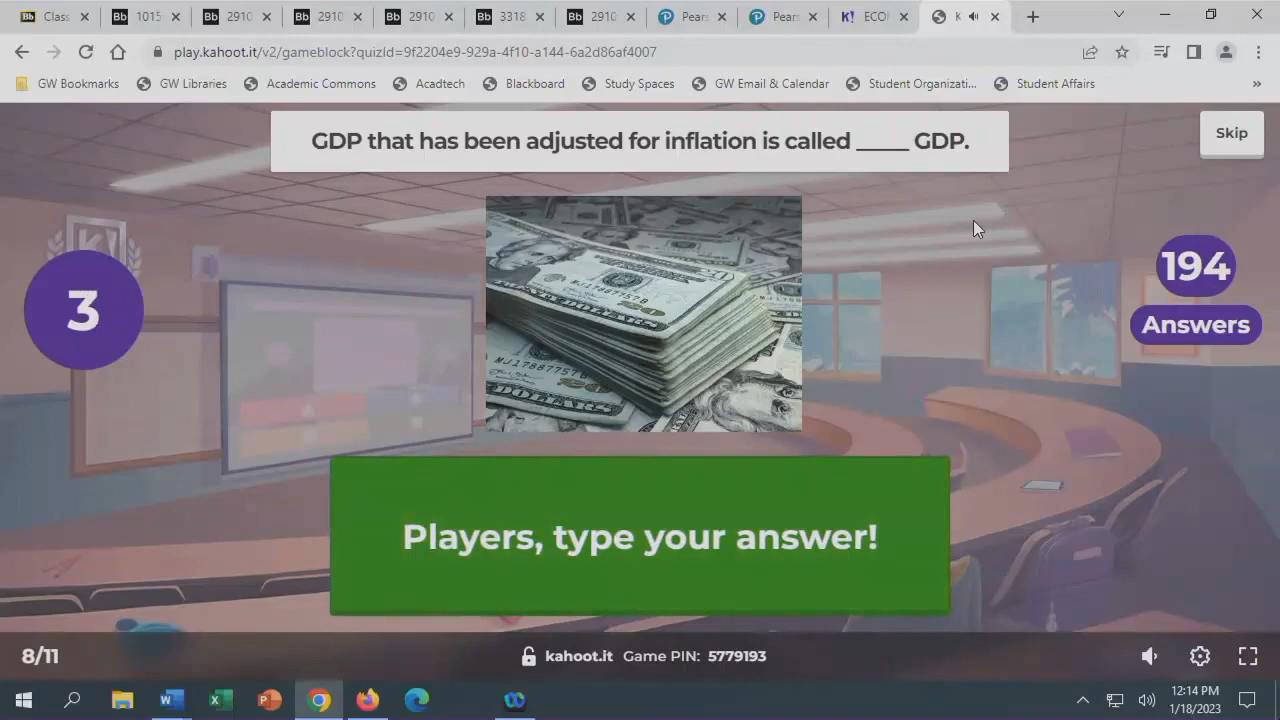 Class
1015
2910
2910
2910
3318
2910
Pears
Pears
K! ECO
K
play.kahoot.it/v2/gameblock?quizId=9f2204e9-929a-4f10-a144-6a2d86af4007
GW Bookmarks
GW Libraries
Academic Commons
Acadtech
Blackboard
Study Spaces
GW Email & Calendar
Student Organizati...
Student Affairs
»
GDP that has been adjusted for inflation is called _____ GDP.
Skip
3
194
Answers
MJ17887757B
DOLLARS
Players, type your answer!
8/11
kahoot.it Game PIN: 5779193
12:14 PM
1/18/2023